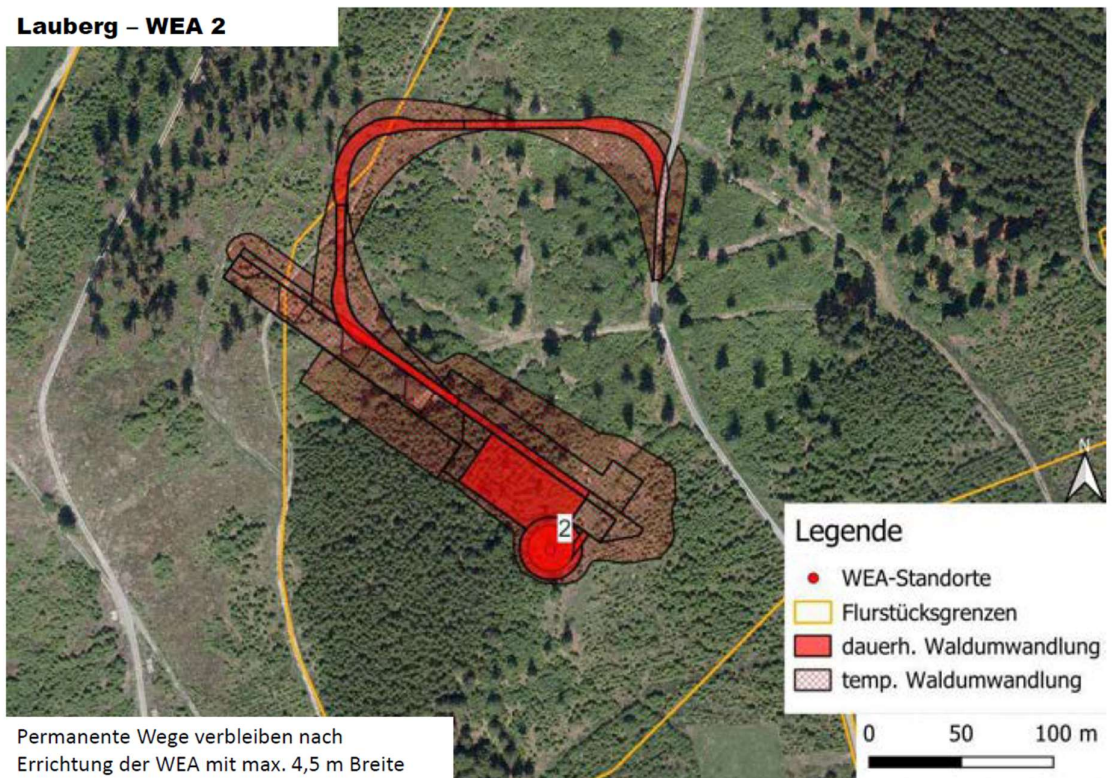 Lauberg – WEA 2
2
N
Legende
WEA-Standorte
Flurstücksgrenzen
dauerh. Waldumwandlung
temp. Waldumwandlung
0 50 100 m
Permanente Wege verbleiben nach
Errichtung der WEA mit max. 4,5 m Breite